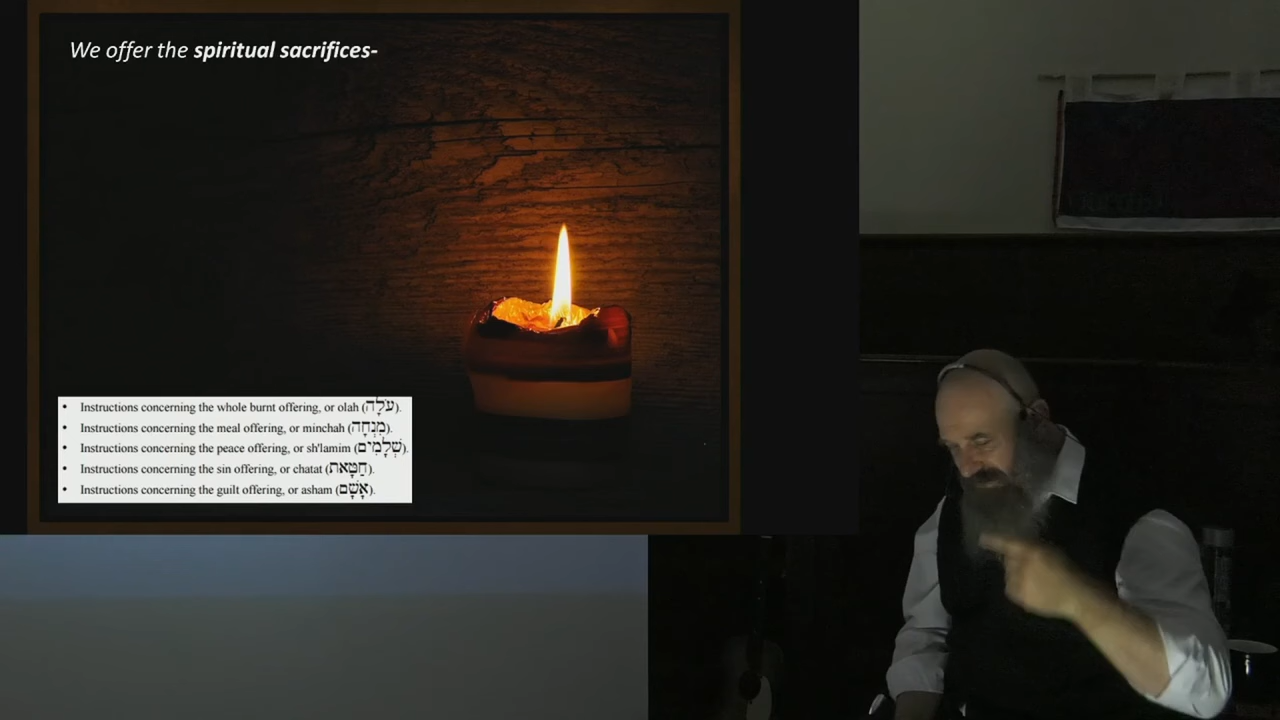 We offer the spiritual sacrifices-
• Instructions concerning the whole burnt offering, or olah (עֹלָה).
• Instructions concerning the meal offering, or minchah (מִנְחָה).
• Instructions concerning the peace offering, or sh'lamim (שְׁלָמִים).
• Instructions concerning the sin offering, or chatat (חַטָּאת).
• Instructions concerning the guilt offering, or asham (אָשָׁם).